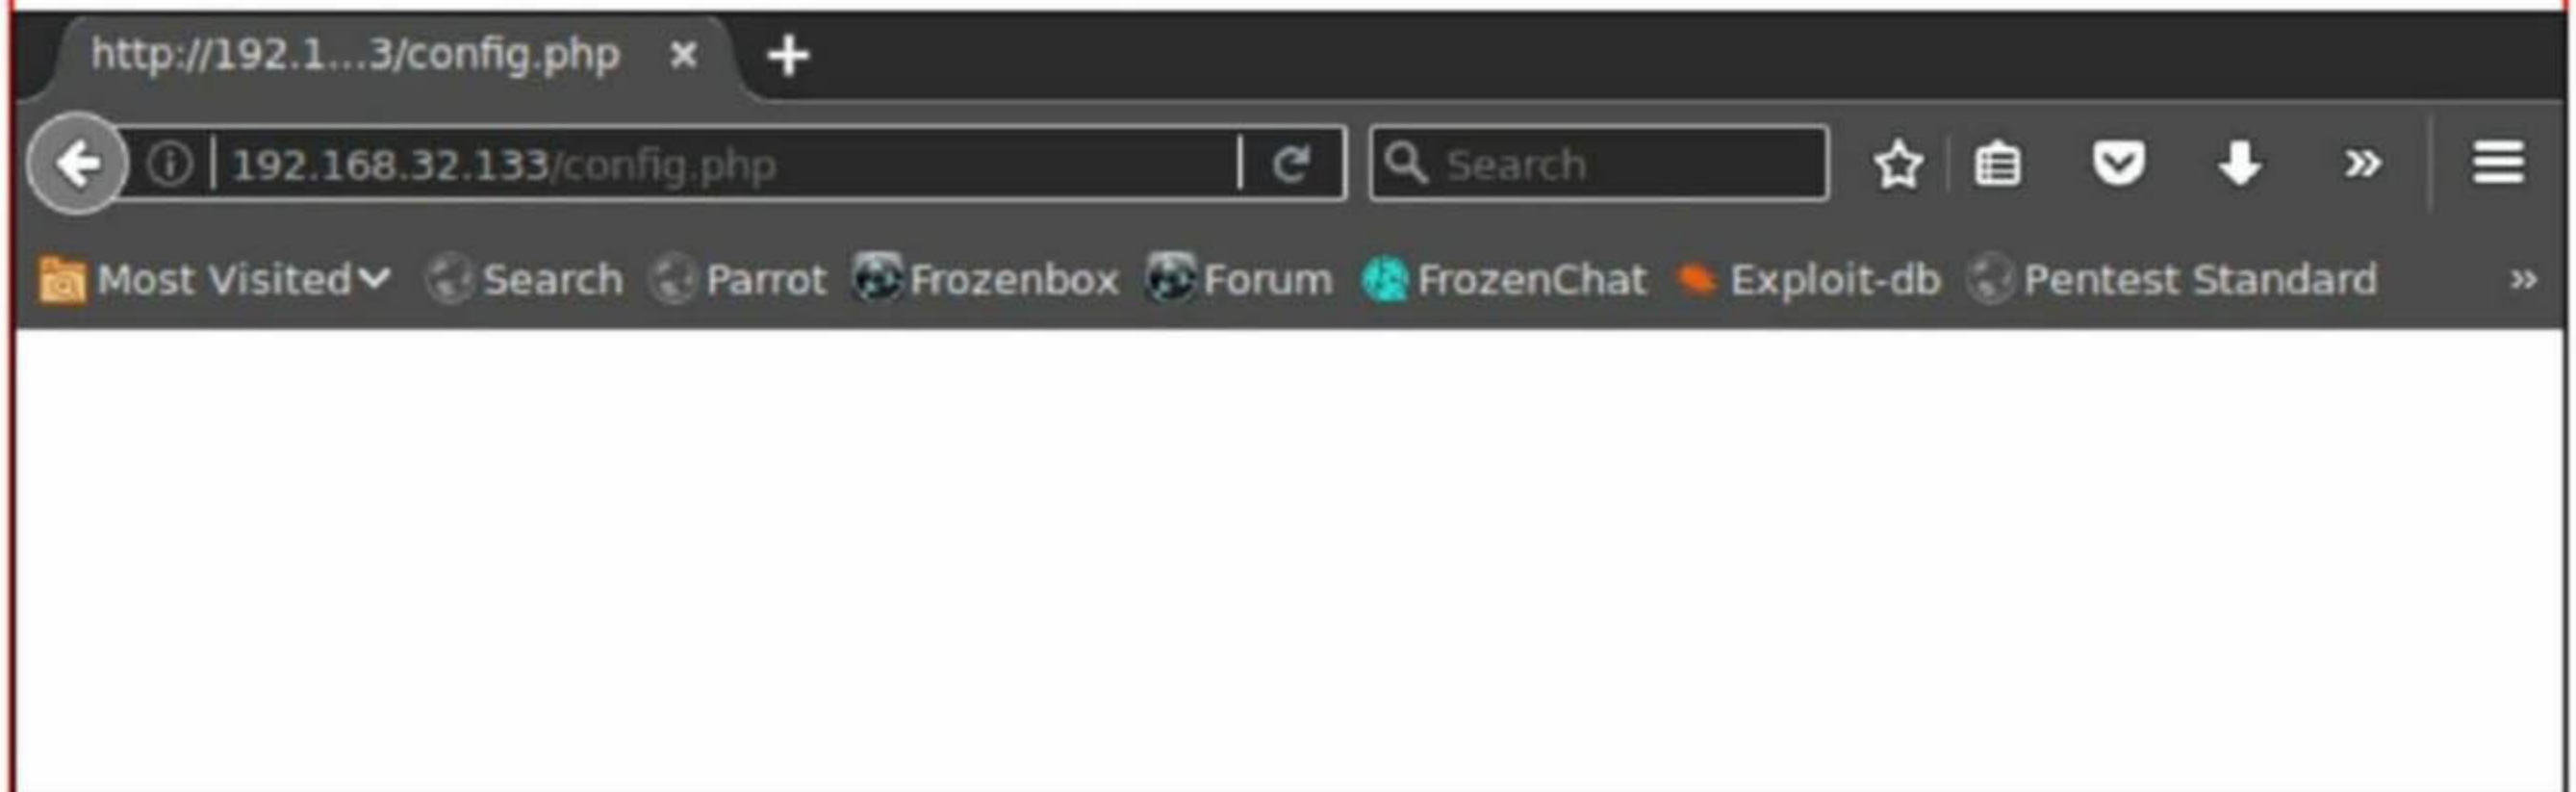 http://192.1...3/config.php
192.168.32.133/config.php Search
Most Visited Search Parrot Frozenbox Forum FrozenChat Exploit-db Pentest Standard